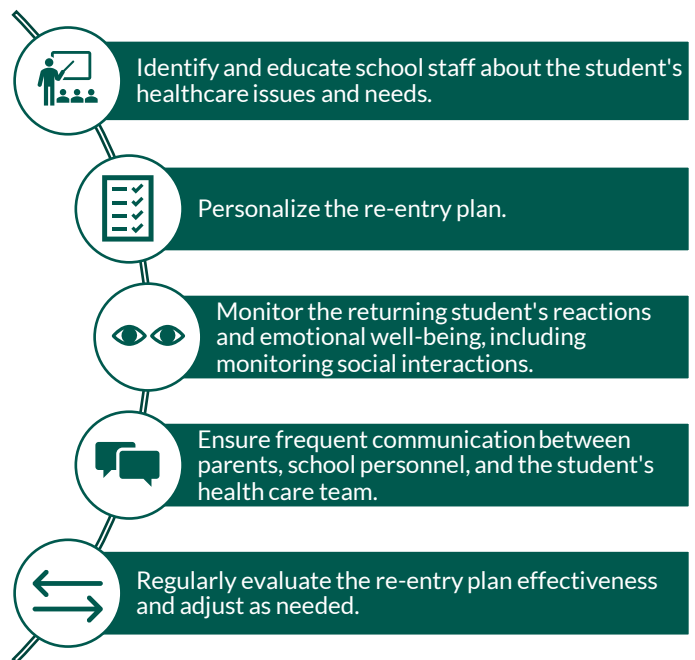 Identify and educate school staff about the student's
healthcare issues and needs.
Personalize the re-entry plan.
Monitor the returning student's reactions
and emotional well-being, including
monitoring social interactions.
Ensure frequent communication between
parents, school personnel, and the student's
health care team.
Regularly evaluate the re-entry plan effectiveness
and adjust as needed.